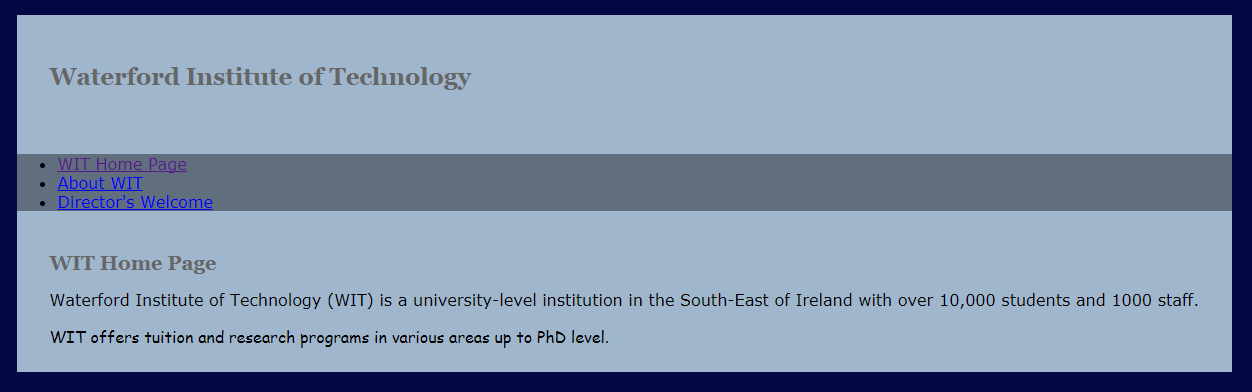 Waterford Institute of Technology
WIT Home Page
About WIT
Director's Welcome
WIT Home Page
Waterford Institute of Technology (WIT) is a university-level institution in the South-East of Ireland with over 10,000 students and 1000 staff.
WIT offers tuition and research programs in various areas up to PhD level.